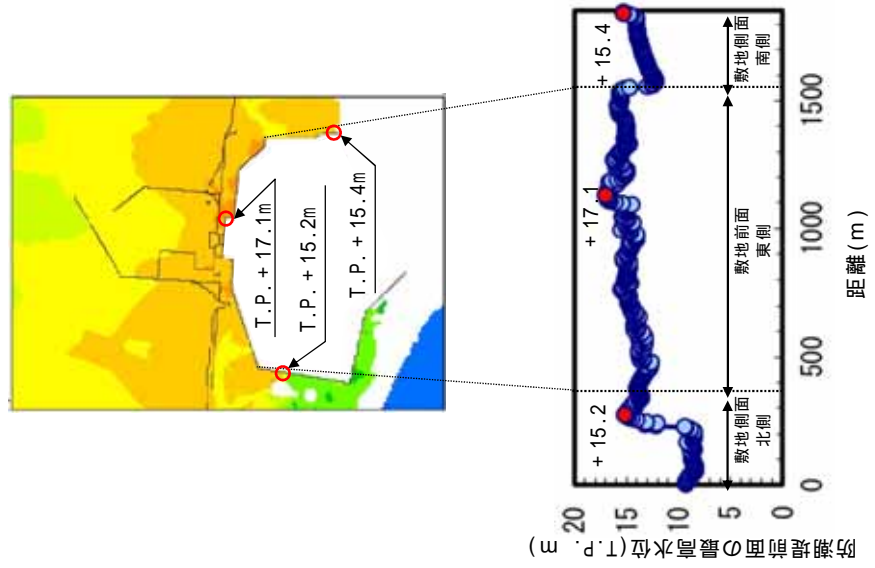 T.P.+17.1m
T.P.+15.2m
T.P.+15.4m
防潮堤前面の最高水位(T.P. m)
20
15
10
5
0
+15.2
+17.1
+15.4
敷地側面
北側
敷地前面
東側
敷地側面
南側
0
500
1000
1500
距離(m)